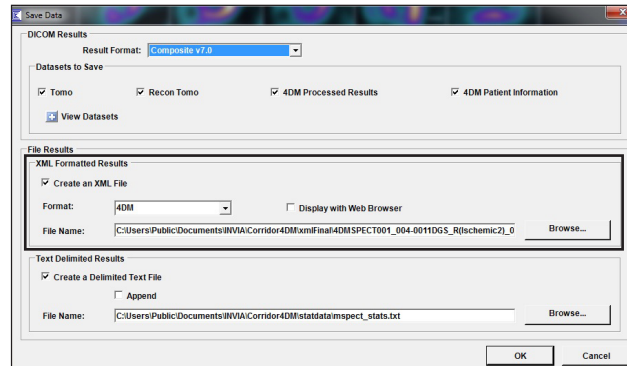 Save Data
DICOM Results
Result Format: Composite v7.0
Datasets to Save
Tomo Recon Tomo 4DM Processed Results 4DM Patient Information
View Datasets
File Results
XML Formatted Results
Create an XML File
Format: 4DM Display with Web Browser
File Name: C:\Users\Public\Documents\INVIA\Corridor4DM\xmlFinal\4DMSPECT001_004-0011DGS_R(Ischemic2)_0 Browse...
Text Delimited Results
Create a Delimited Text File
Append
File Name: C:\Users\Public\Documents\INVIA\Corridor4DM\statdata\mspect_stats.txt Browse...
OK Cancel